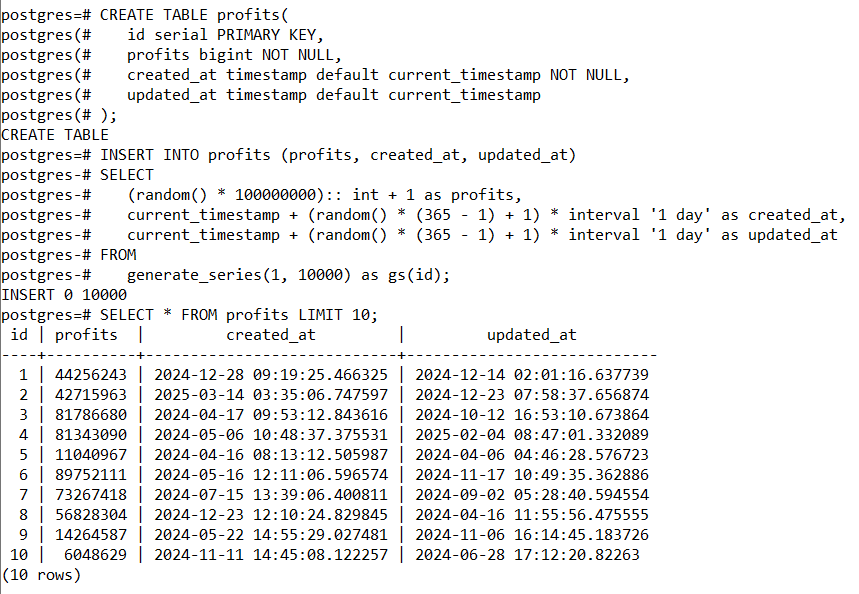 postgres=# CREATE TABLE profits(
postgres(#    id serial PRIMARY KEY,
postgres(#    profits bigint NOT NULL,
postgres(#    created_at timestamp default current_timestamp NOT NULL,
postgres(#    updated_at timestamp default current_timestamp
postgres(# );
CREATE TABLE
postgres=# INSERT INTO profits (profits, created_at, updated_at)
postgres-# SELECT
postgres-#    (random() * 100000000):: int + 1 as profits,
postgres-#    current_timestamp + (random() * (365 - 1) + 1) * interval '1 day' as created_at,
postgres-#    current_timestamp + (random() * (365 - 1) + 1) * interval '1 day' as updated_at
postgres-# FROM
postgres-#    generate_series(1, 10000) as gs(id);
INSERT 0 10000
postgres=# SELECT * FROM profits LIMIT 10;
 id | profits  |         created_at         |         updated_at
----+----------+----------------------------+----------------------------
  1 | 44256243 | 2024-12-28 09:19:25.466325 | 2024-12-14 02:01:16.637739
  2 | 42715963 | 2025-03-14 03:35:06.747597 | 2024-12-23 07:58:37.656874
  3 | 81786680 | 2024-04-17 09:53:12.843616 | 2024-10-12 16:53:10.673864
  4 | 81343090 | 2024-05-06 10:48:37.375531 | 2025-02-04 08:47:01.332089
  5 | 11040967 | 2024-04-16 08:13:12.505987 | 2024-04-06 04:46:28.576723
  6 | 89752111 | 2024-05-16 12:11:06.596574 | 2024-11-17 10:49:35.362886
  7 | 73267418 | 2024-07-15 13:39:06.400811 | 2024-09-02 05:28:40.594554
  8 | 56828304 | 2024-12-23 12:10:24.829845 | 2024-04-16 11:55:56.475555
  9 | 14264587 | 2024-05-22 14:55:29.027481 | 2024-11-06 16:14:45.183726
 10 |  6048629 | 2024-11-11 14:45:08.122257 | 2024-06-28 17:12:20.82263
(10 rows)